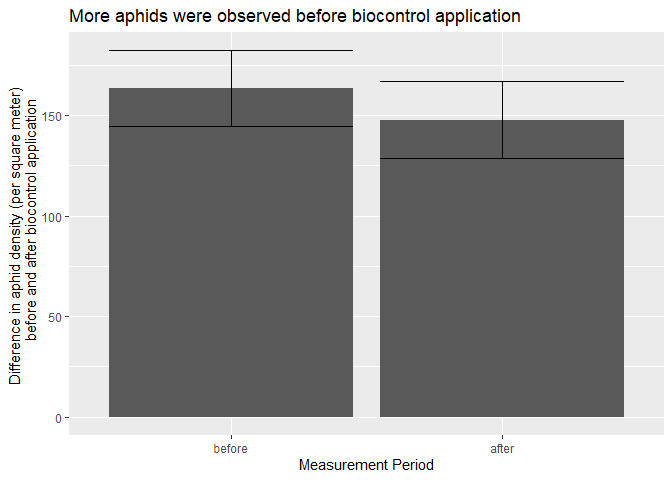 More aphids were observed before biocontrol application
Difference in aphid density (per square meter)
before and after biocontrol application
150
100
50
0
before after
Measurement Period